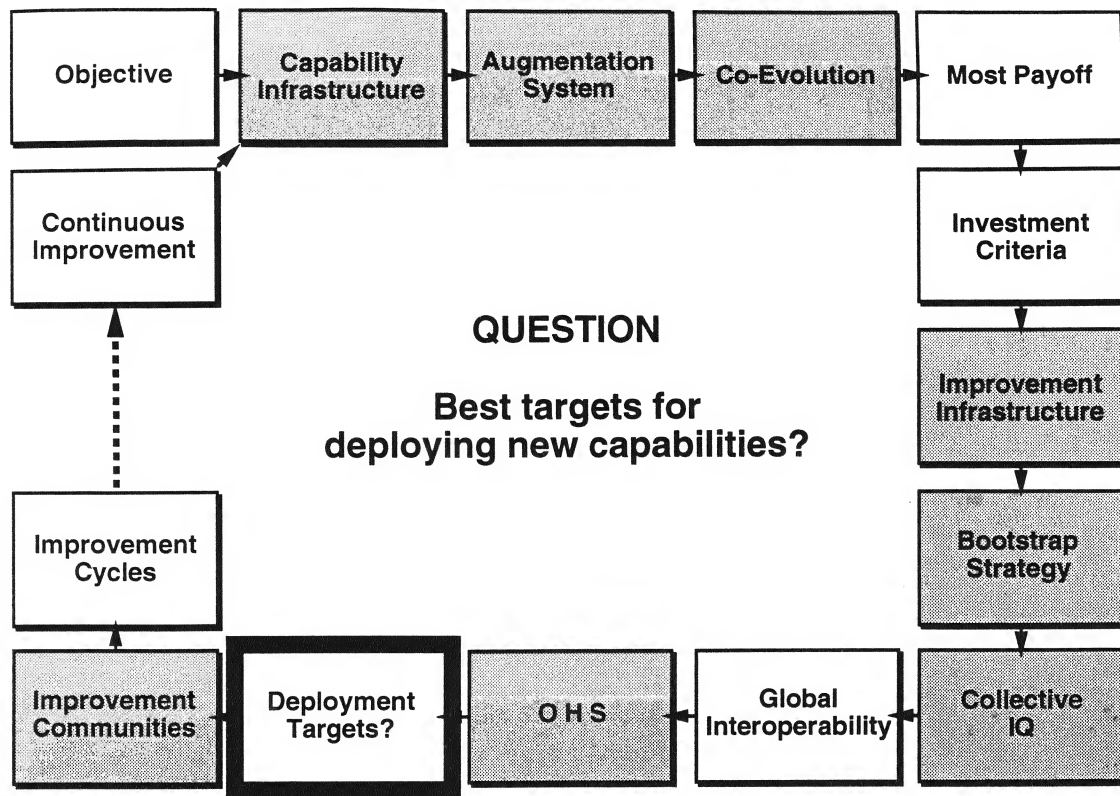 Objective
Capability
Infrastructure
Augmentation
System
Co-Evolution
Most Payoff
Continuous
Improvement
Investment
Criteria
QUESTION
Best targets for
deploying new capabilities?
Improvement
Infrastructure
Improvement
Cycles
Bootstrap
Strategy
Improvement
Communities
Deployment
Targets?
O H S
Global
Interoperability
Collective
IQ